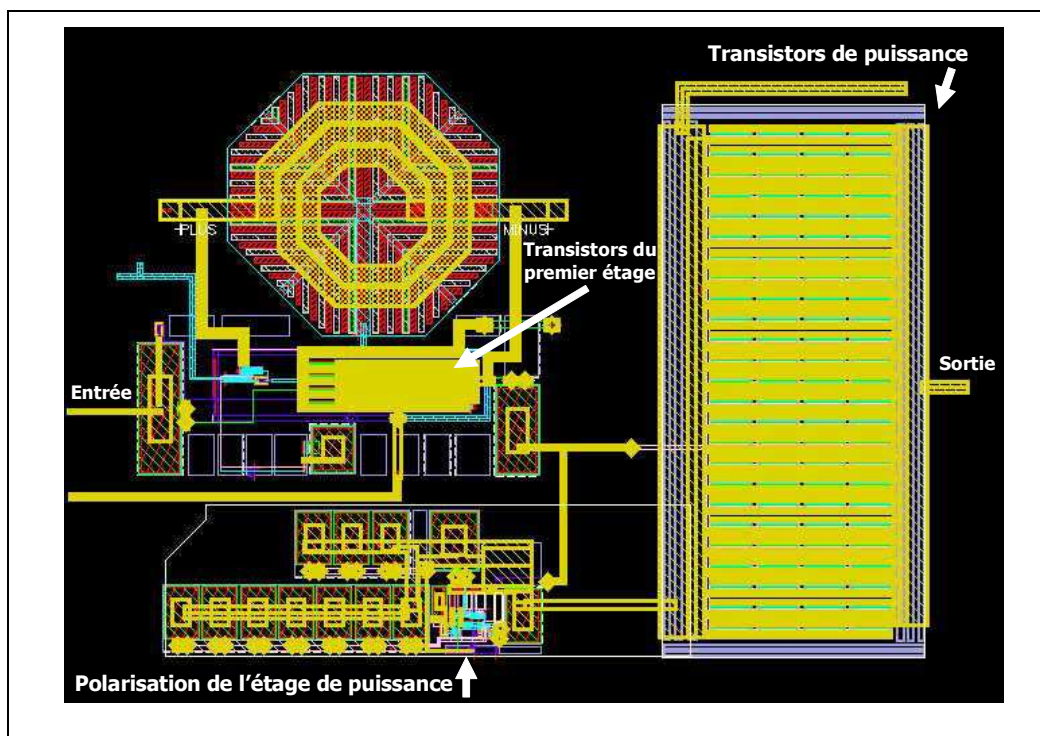 Transistors de puissance
+PLUS
MINUS+
Transistors du
premier étage
Entrée
Sortie
Polarisation de l'étage de puissance